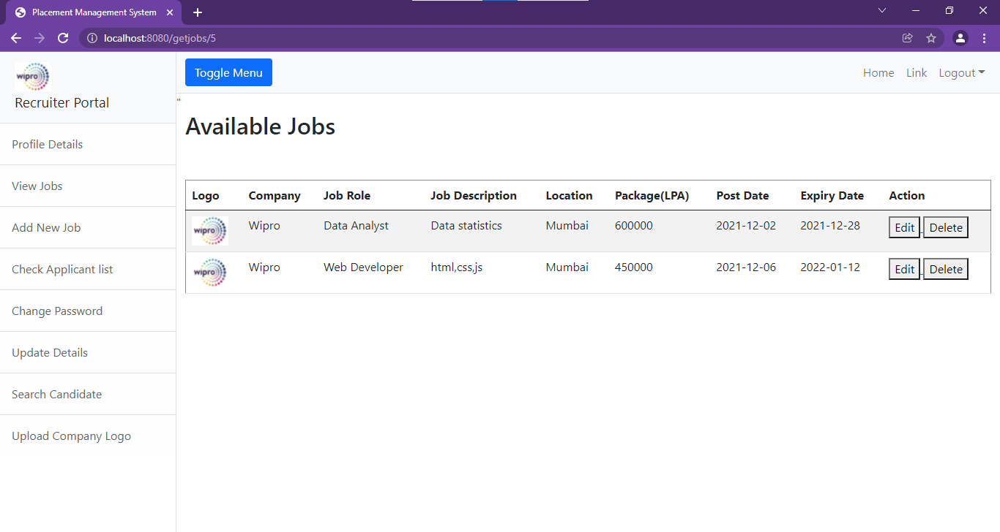 Placement Management System
localhost:8080/getjobs/5
wipro
Recruiter Portal
Profile Details
View Jobs
Add New Job
Check Applicant list
Change Password
Update Details
Search Candidate
Upload Company Logo
Toggle Menu
Home Link Logout
"
Available Jobs
Logo Company Job Role Job Description Location Package(LPA) Post Date Expiry Date Action
wipro Wipro Data Analyst Data statistics Mumbai 600000 2021-12-02 2021-12-28 Edit Delete
wipro Wipro Web Developer html,css,js Mumbai 450000 2021-12-06 2022-01-12 Edit Delete